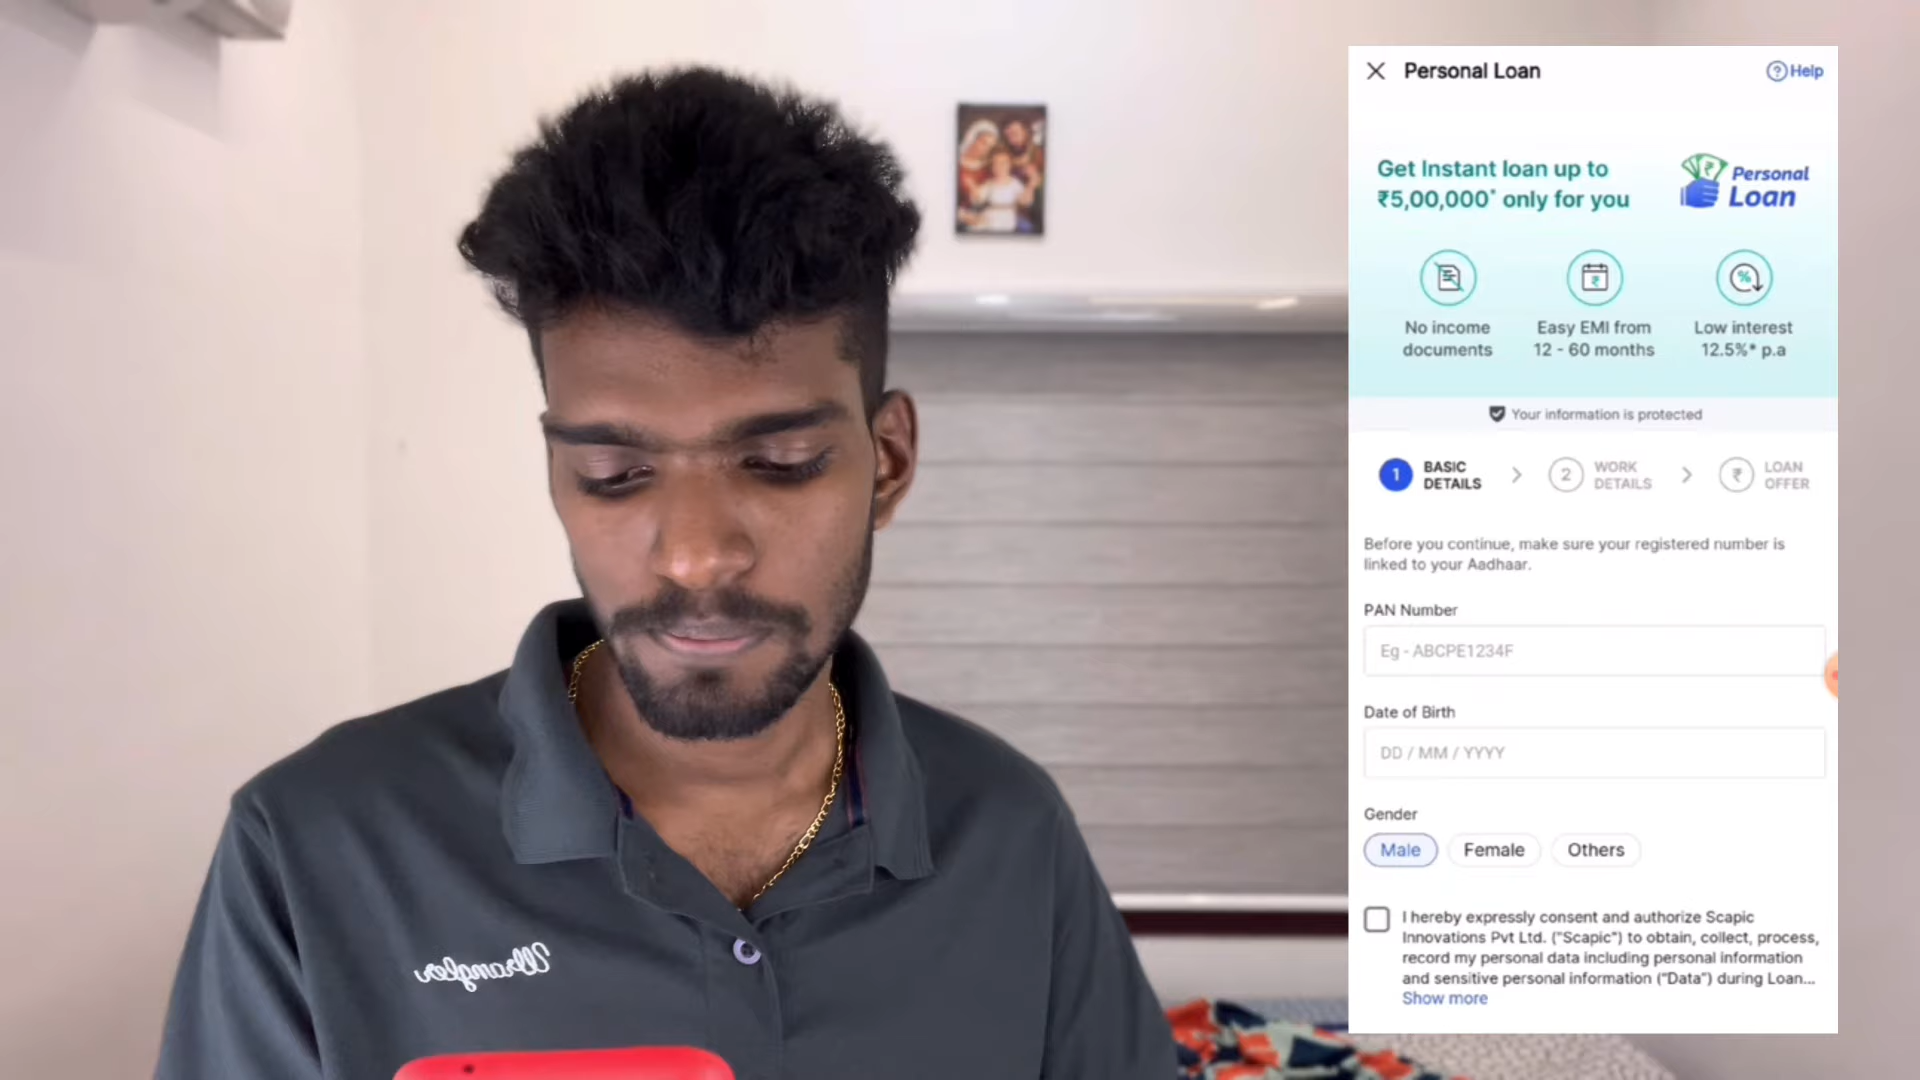 Personal Loan
Help
Get Instant loan up to
₹5,00,000* only for you
Personal
Loan
No income
documents
Easy EMI from
12 - 60 months
Low interest
12.5%* p.a
Your information is protected
1 BASIC
DETAILS
2 WORK
DETAILS
₹ LOAN
OFFER
Before you continue, make sure your registered number is
linked to your Aadhaar.
PAN Number
Eg - ABCPE1234F
Date of Birth
DD / MM / YYYY
Gender
Male Female Others
I hereby expressly consent and authorize Scapic
Innovations Pvt Ltd. ("Scapic") to obtain, collect, process,
record my personal data including personal information
and sensitive personal information ("Data") during Loan...
Show more
Wrangler